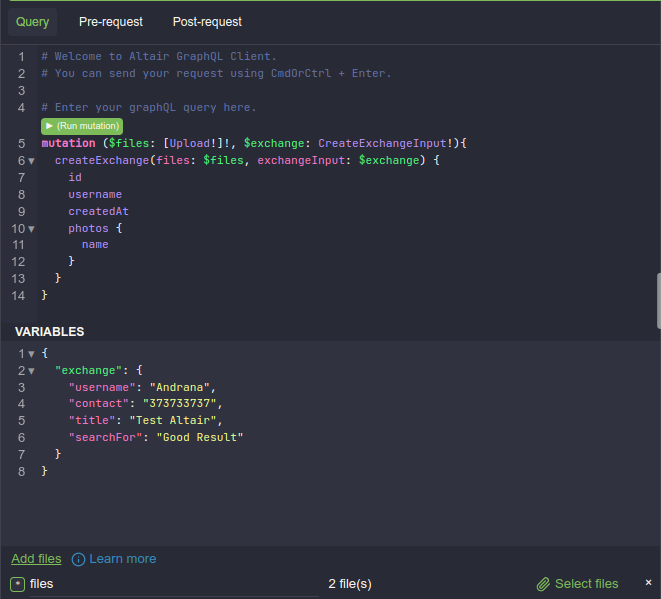 Query Pre-request Post-request
1 # Welcome to Altair GraphQL Client.
2 # You can send your request using CmdOrCtrl + Enter.
3
4 # Enter your graphQL query here.
▶ (Run mutation)
5 mutation ($files: [Upload!]!, $exchange: CreateExchangeInput!){
6 ▼ createExchange(files: $files, exchangeInput: $exchange) {
7 id
8 username
9 createdAt
10 ▼ photos {
11 name
12 }
13 }
14 }
VARIABLES
1 ▼ {
2 ▼ "exchange": {
3 "username": "Andrana",
4 "contact": "373733737",
5 "title": "Test Altair",
6 "searchFor": "Good Result"
7 }
8 }
Add files i Learn more
* files 2 file(s) Select files ×